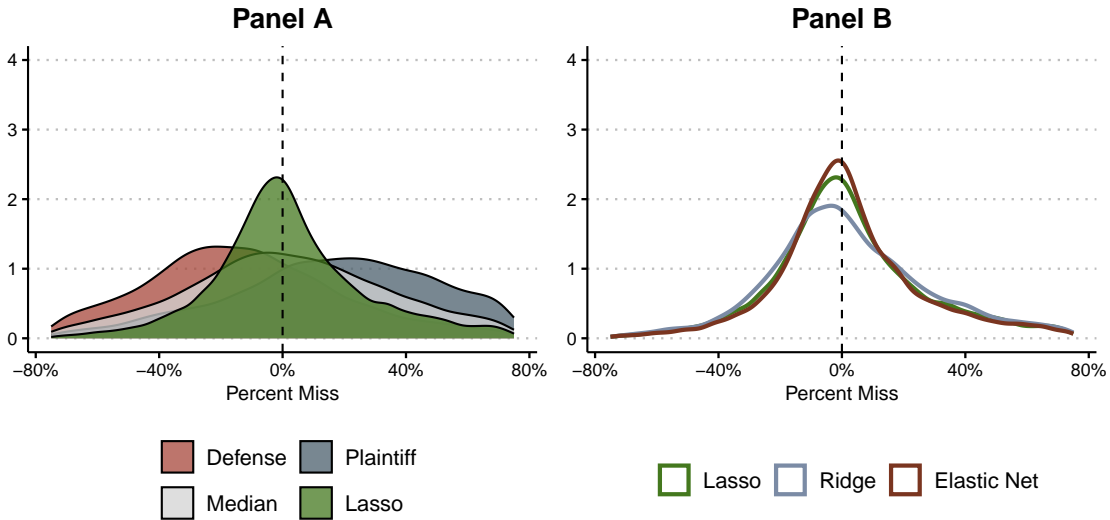 Panel A
4
3
2
1
0
−80% −40% 0% 40% 80%
Percent Miss
Defense Plaintiff
Median Lasso
Panel B
4
3
2
1
0
−80% −40% 0% 40% 80%
Percent Miss
Lasso Ridge Elastic Net